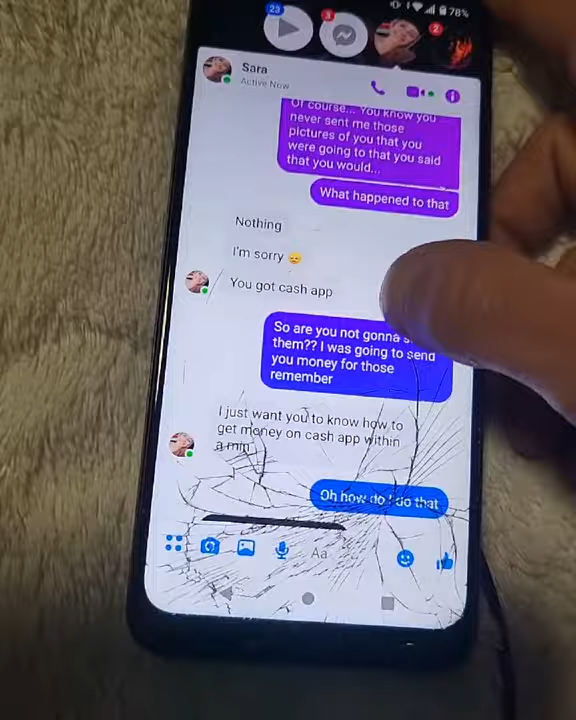 23
3
78%
2
Sara
Active Now
Of course... You know you
never sent me those
pictures of you that you
were going to that you said
that you would...
What happened to that
Nothing
I'm sorry 😞
You got cash app
So are you not gonna
them?? I was going to send
you money for those
remember
I just want you to know how to
get money on cash app within
a min
Oh how do I do that
Aa